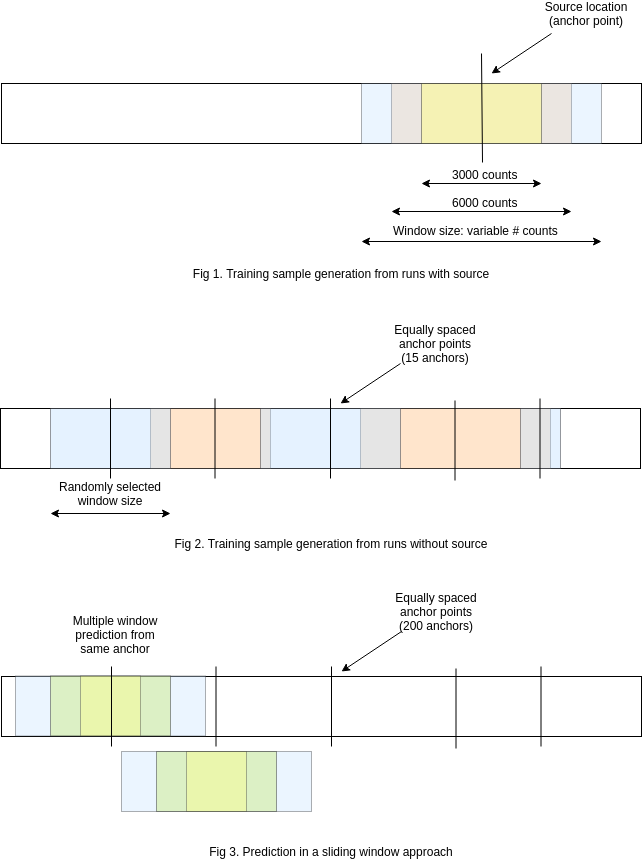 Source location
(anchor point)
3000 counts
6000 counts
Window size: variable # counts
Fig 1. Training sample generation from runs with source
Equally spaced
anchor points
(15 anchors)
Randomly selected
window size
Fig 2. Training sample generation from runs without source
Equally spaced
anchor points
(200 anchors)
Multiple window
prediction from
same anchor
Fig 3. Prediction in a sliding window approach